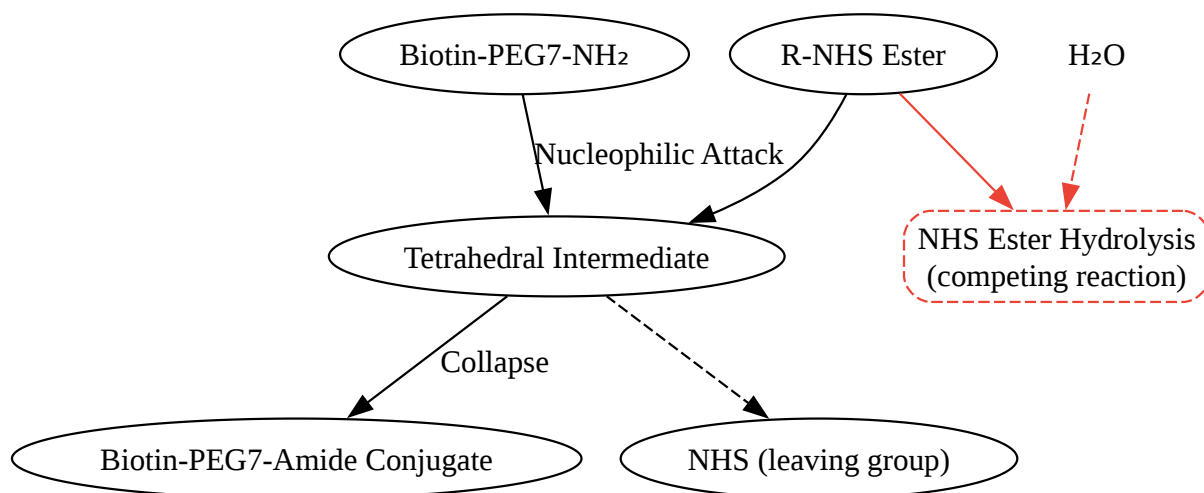 Biotin-PEG7-NH₂
R-NHS Ester
H₂O
Nucleophilic Attack
Tetrahedral Intermediate
NHS Ester Hydrolysis
(competing reaction)
Collapse
Biotin-PEG7-Amide Conjugate
NHS (leaving group)